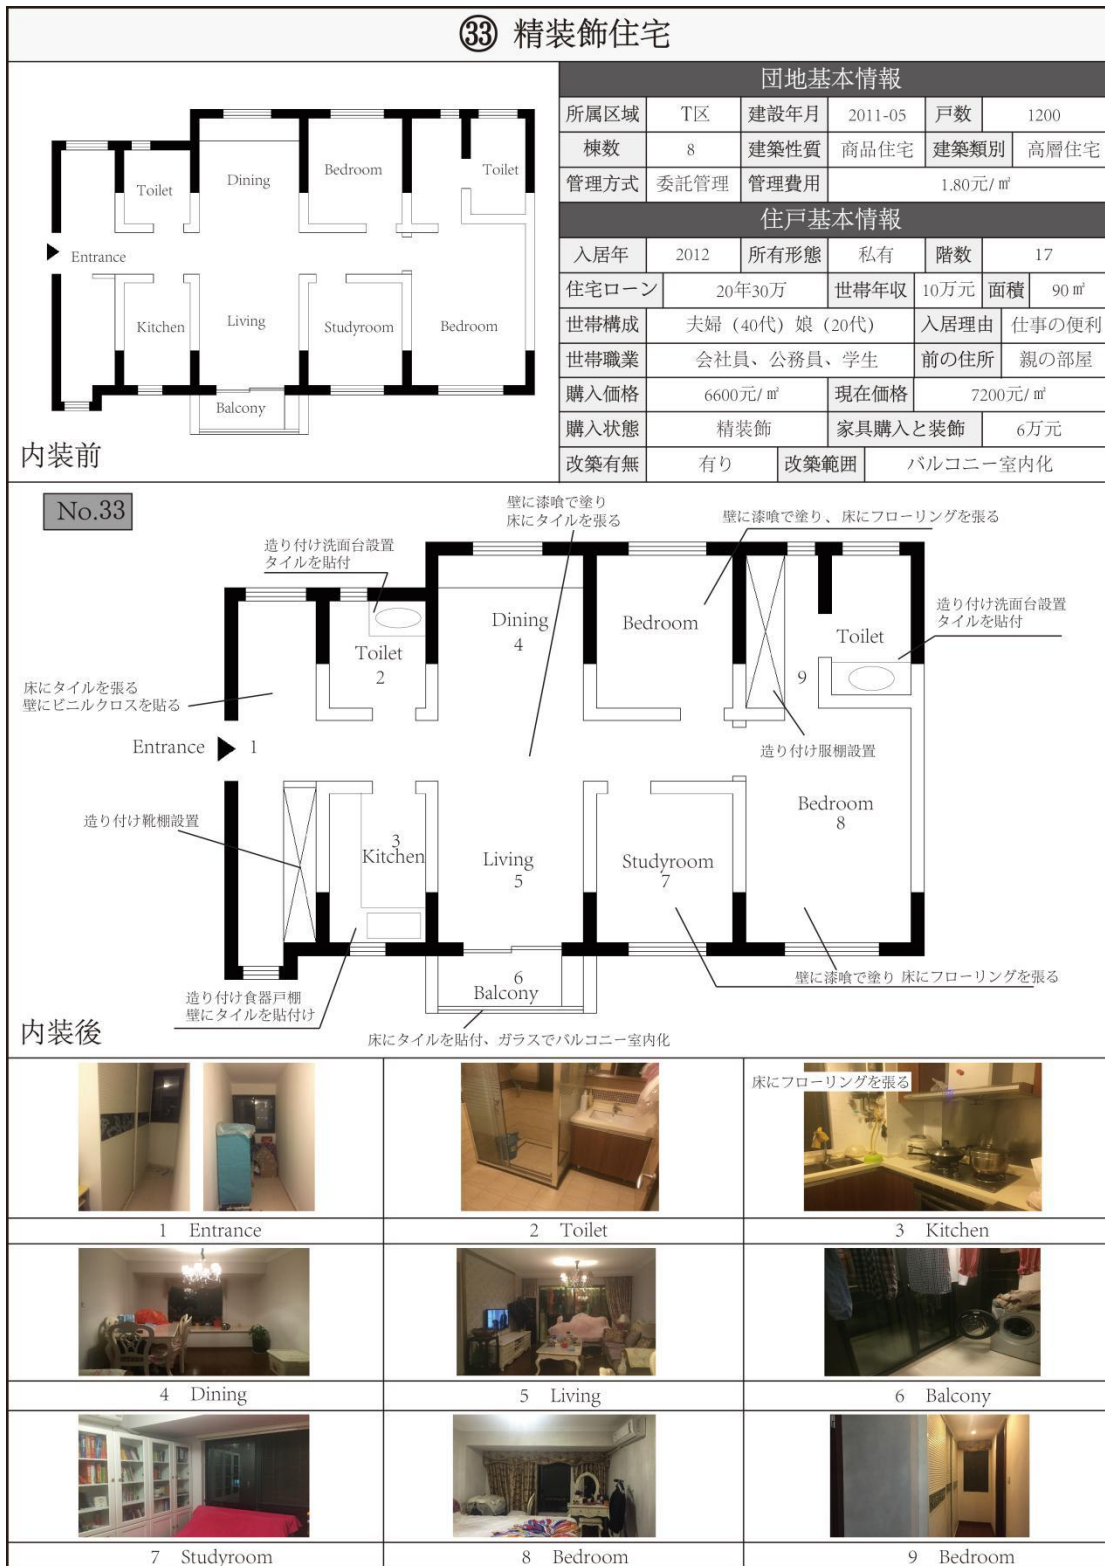 ㉝ 精装飾住宅
Dining
Bedroom
Toilet
Toilet
Entrance
Kitchen
Living
Studyroom
Bedroom
Balcony
内装前
団地基本情報
所属区域 T区 建設年月 2011-05 戸数 1200
棟数 8 建築性質 商品住宅 建築類別 高層住宅
管理方式 委託管理 管理費用 1.80元/㎡
住戸基本情報
入居年 2012 所有形態 私有 階数 17
住宅ローン 20年30万 世帯年収 10万元 面積 90㎡
世帯構成 夫婦（40代）娘（20代） 入居理由 仕事の便利
世帯職業 会社員、公務員、学生 前の住所 親の部屋
購入価格 6600元/㎡ 現在価格 7200元/㎡
購入状態 精装飾 家具購入と装飾 6万元
改築有無 有り 改築範囲 バルコニー室内化
No.33
壁に漆喰で塗り
床にタイルを張る
壁に漆喰で塗り、床にフローリングを張る
造り付け洗面台設置
タイルを貼付
造り付け洗面台設置
タイルを貼付
Dining
4
Bedroom
Toilet
Toilet
2
9
床にタイルを張る
壁にビニルクロスを貼る
Entrance
1
造り付け服棚設置
造り付け靴棚設置
3
Kitchen
Living
5
Studyroom
7
Bedroom
8
6
Balcony
壁に漆喰で塗り 床にフローリングを張る
造り付け食器戸棚
壁にタイルを貼付け
床にタイルを貼付、ガラスでバルコニー室内化
内装後
床にフローリングを張る
1 Entrance
2 Toilet
3 Kitchen
4 Dining
5 Living
6 Balcony
7 Studyroom
8 Bedroom
9 Bedroom